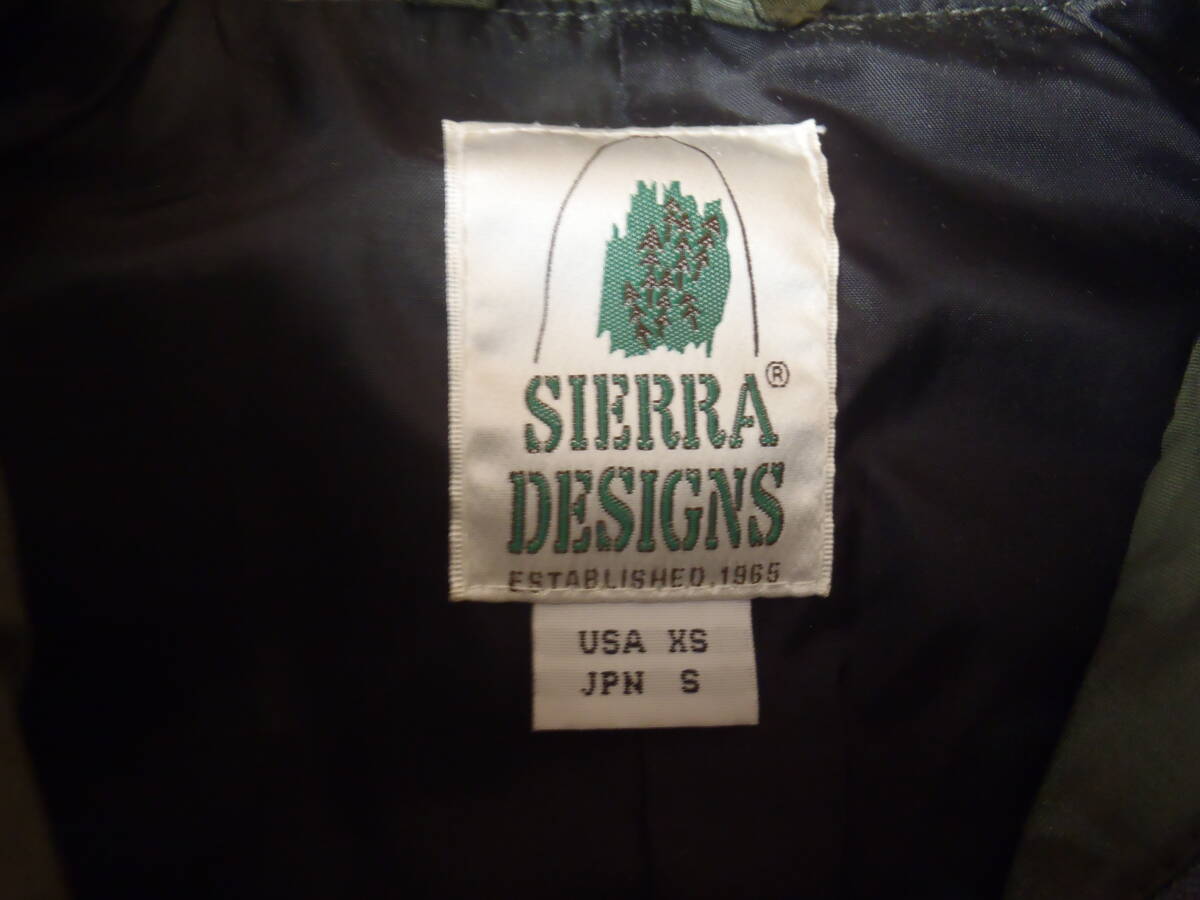 SIERRA®
DESIGNS
ESTABLISHED.1965
USA XS
JPN S